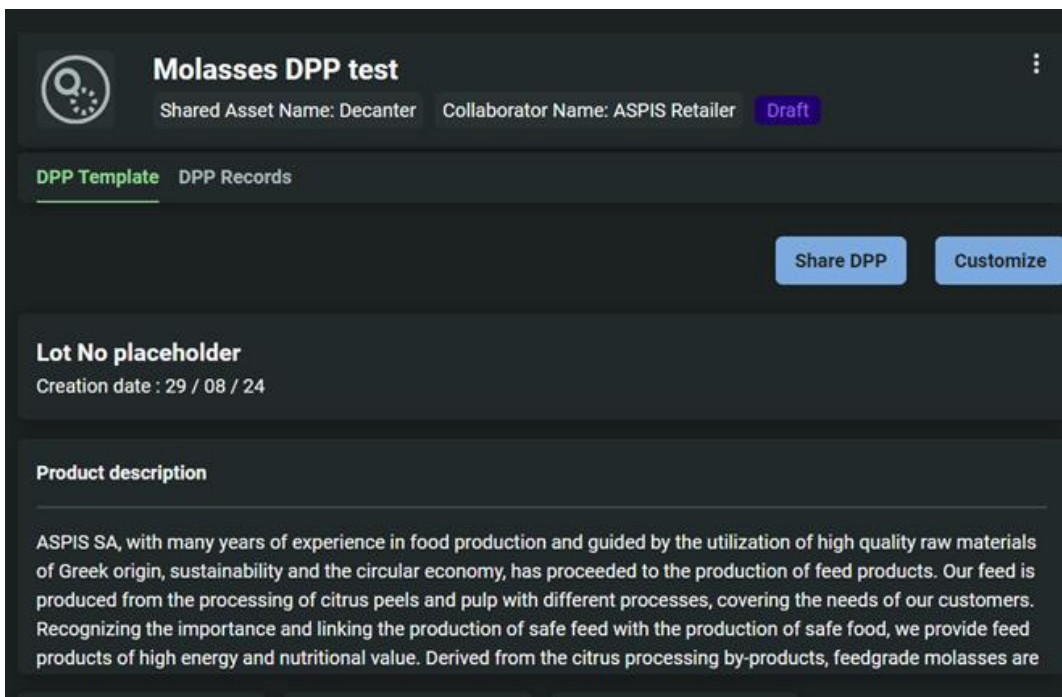 Molasses DPP test
Shared Asset Name: Decanter Collaborator Name: ASPIS Retailer Draft
DPP Template DPP Records
Share DPP Customize
Lot No placeholder
Creation date : 29 / 08 / 24
Product description
ASPIS SA, with many years of experience in food production and guided by the utilization of high quality raw materials
of Greek origin, sustainability and the circular economy, has proceeded to the production of feed products. Our feed is
produced from the processing of citrus peels and pulp with different processes, covering the needs of our customers.
Recognizing the importance and linking the production of safe feed with the production of safe food, we provide feed
products of high energy and nutritional value. Derived from the citrus processing by-products, feedgrade molasses are